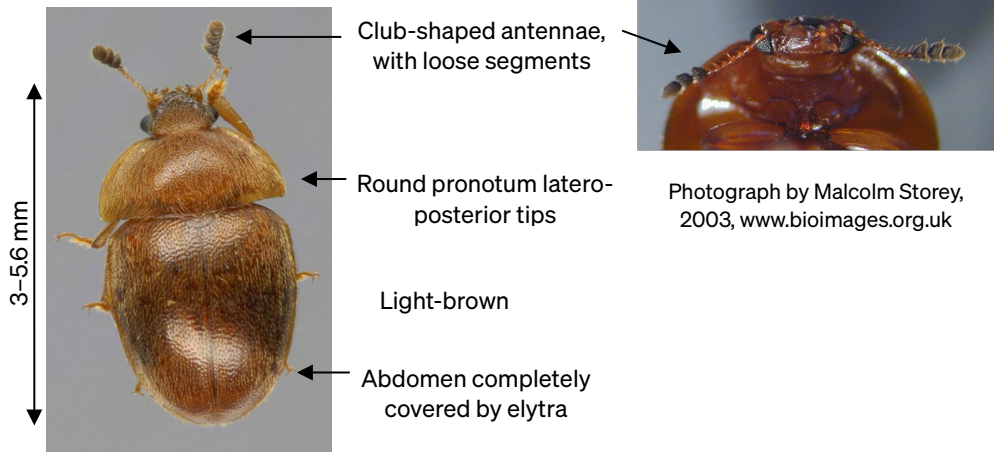 Club-shaped antennae,
with loose segments
Round pronotum latero-
posterior tips
Photograph by Malcolm Storey,
2003, www.bioimages.org.uk
3–5.6 mm
Light-brown
Abdomen completely
covered by elytra